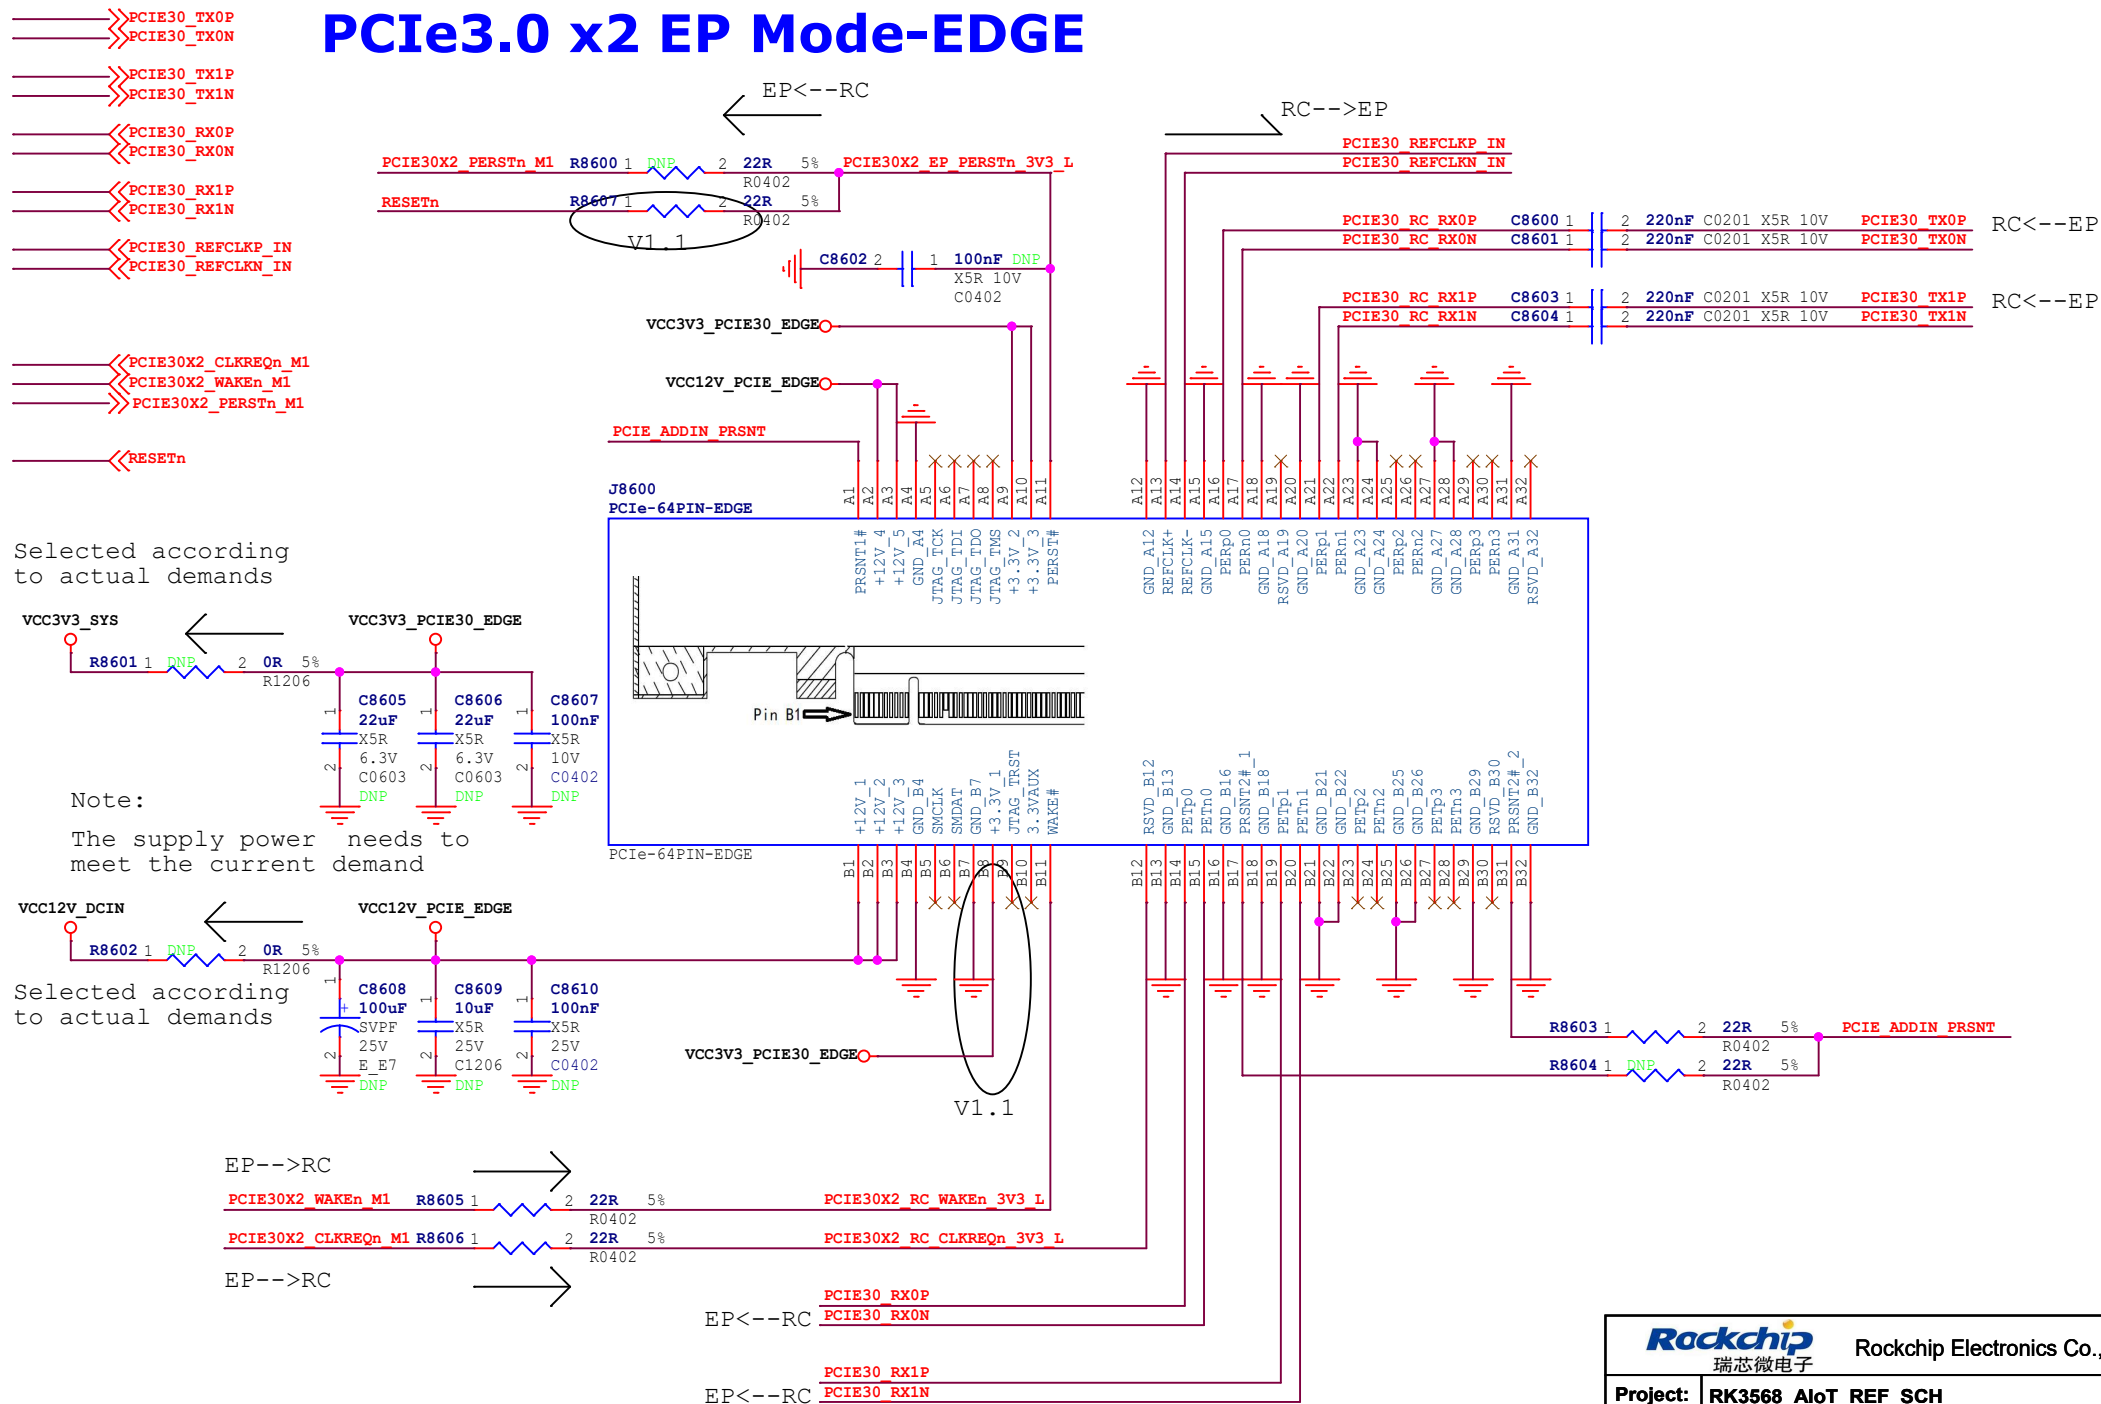 PCIe3.0 x2 EP Mode-EDGE
PCIE30_TX0P
PCIE30_TX0N
PCIE30_TX1P
PCIE30_TX1N
PCIE30_RX0P
PCIE30_RX0N
PCIE30_RX1P
PCIE30_RX1N
PCIE30_REFCLKP_IN
PCIE30_REFCLKN_IN
PCIE30X2_CLKREQn_M1
PCIE30X2_WAKEn_M1
PCIE30X2_PERSTn_M1
RESETn
EP<--RC
PCIE30X2_PERSTn_M1 R8600 1 DNP 2 22R 5% PCIE30X2_EP_PERSTn_3V3_L
R0402
RESETn R8607 1 2 22R 5%
R0402
V1.1
C8602 2 1 100nF DNP
X5R 10V
C0402
VCC3V3_PCIE30_EDGE
VCC12V_PCIE_EDGE
PCIE_ADDIN_PRSNT
RC-->EP
PCIE30_REFCLKP_IN
PCIE30_REFCLKN_IN
PCIE30_RC_RX0P C8600 1 2 220nF C0201 X5R 10V PCIE30_TX0P RC<--EP
PCIE30_RC_RX0N C8601 1 2 220nF C0201 X5R 10V PCIE30_TX0N
PCIE30_RC_RX1P C8603 1 2 220nF C0201 X5R 10V PCIE30_TX1P RC<--EP
PCIE30_RC_RX1N C8604 1 2 220nF C0201 X5R 10V PCIE30_TX1N
J8600
PCIe-64PIN-EDGE
A1 A2 A3 A4 A5 A6 A7 A8 A9 A10 A11 A12 A13 A14 A15 A16 A17 A18 A19 A20 A21 A22 A23 A24 A25 A26 A27 A28 A29 A30 A31 A32
PRSNT1# +12V_4 +12V_5 GND_A4 JTAG_TCK JTAG_TDI JTAG_TDO JTAG_TMS +3.3V_2 +3.3V_3 PERST# GND_A12 REFCLK+ REFCLK- GND_A15 PERp0 PERn0 GND_A18 RSVD_A19 GND_A20 PERp1 PERn1 GND_A23 GND_A24 PERp2 PERn2 GND_A27 GND_A28 PERp3 PERn3 GND_A31 RSVD_A32
Pin B1
+12V_1 +12V_2 +12V_3 GND_B4 SMCLK SMDAT GND_B7 +3.3V_1 JTAG_TRST 3.3VAUX WAKE# RSVD_B12 GND_B13 PETp0 PETn0 GND_B16 PRSNT2#_1 GND_B18 PETp1 PETn1 GND_B21 GND_B22 PETp2 PETn2 GND_B25 GND_B26 PETp3 PETn3 GND_B29 RSVD_B30 PRSNT2#_2 GND_B32
PCIe-64PIN-EDGE
B1 B2 B3 B4 B5 B6 B7 B8 B9 B10 B11 B12 B13 B14 B15 B16 B17 B18 B19 B20 B21 B22 B23 B24 B25 B26 B27 B28 B29 B30 B31 B32
Selected according
to actual demands
VCC3V3_SYS VCC3V3_PCIE30_EDGE
R8601 1 DNP 2 0R 5%
R1206
1 C8605 1 C8606 1 C8607
22uF 22uF 100nF
X5R X5R X5R
6.3V 6.3V 10V
2 C0603 2 C0603 2 C0402
DNP DNP DNP
Note:
The supply power needs to
meet the current demand
VCC12V_DCIN VCC12V_PCIE_EDGE
R8602 1 DNP 2 0R 5%
R1206
Selected according
to actual demands
1 C8608 1 C8609 1 C8610
+ 100uF 10uF 100nF
SVPF X5R X5R
25V 25V 25V
2 E_E7 2 C1206 2 C0402
DNP DNP DNP
VCC3V3_PCIE30_EDGE
V1.1
R8603 1 2 22R 5% PCIE_ADDIN_PRSNT
R0402
R8604 1 DNP 2 22R 5%
R0402
EP-->RC
PCIE30X2_WAKEn_M1 R8605 1 2 22R 5% PCIE30X2_RC_WAKEn_3V3_L
R0402
PCIE30X2_CLKREQn_M1 R8606 1 2 22R 5% PCIE30X2_RC_CLKREQn_3V3_L
R0402
EP-->RC
PCIE30_RX0P
EP<--RC PCIE30_RX0N
PCIE30_RX1P
EP<--RC PCIE30_RX1N
Rockchip Rockchip Electronics Co.,
瑞芯微电子
Project: RK3568_AIoT_REF_SCH